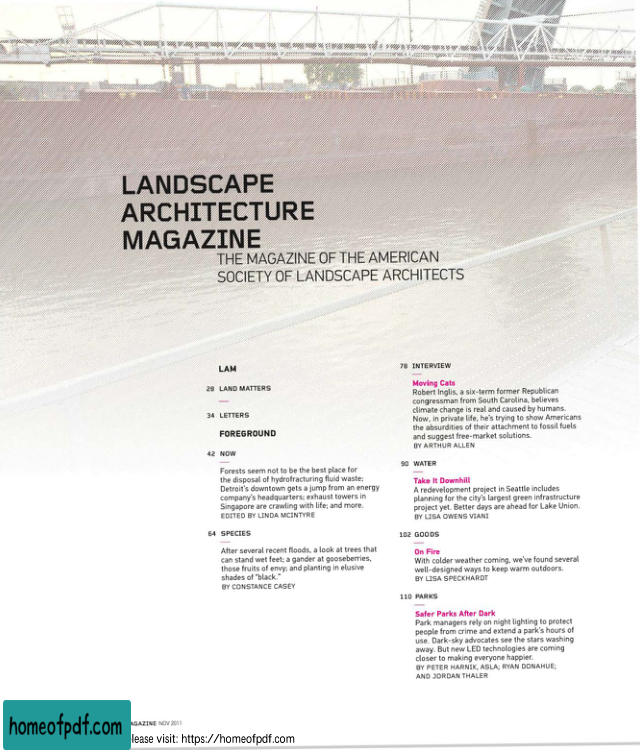 LANDSCAPE
ARCHITECTURE
MAGAZINE
THE MAGAZINE OF THE AMERICAN
SOCIETY OF LANDSCAPE ARCHITECTS
LAM
28 LAND MATTERS
34 LETTERS
FOREGROUND
42 NOW
Forests seem not to be the best place for
the disposal of hydrofracturing fluid waste;
Detroit's downtown gets a jump from an energy
company's headquarters; exhaust towers in
Singapore are crawling with life; and more.
EDITED BY LINDA MCINTYRE
64 SPECIES
After several recent floods, a look at trees that
can stand wet feet; a gander at gooseberries,
those fruits of envy; and planting in elusive
shades of "black."
BY CONSTANCE CASEY
78 INTERVIEW
Moving Cats
Robert Inglis, a six-term former Republican
congressman from South Carolina, believes
climate change is real and caused by humans.
Now, in private life, he's trying to show Americans
the absurdities of their attachment to fossil fuels
and suggest free-market solutions.
BY ARTHUR ALLEN
90 WATER
Take It Downhill
A redevelopment project in Seattle includes
planning for the city's largest green infrastructure
project yet. Better days are ahead for Lake Union.
BY LISA OWENS VIANI
102 GOODS
On Fire
With colder weather coming, we've found several
well-designed ways to keep warm outdoors.
BY LISA SPECKHARDT
110 PARKS
Safer Parks After Dark
Park managers rely on night lighting to protect
people from crime and extend a park's hours of
use. Dark-sky advocates see the stars washing
away. But new LED technologies are coming
closer to making everyone happier.
BY PETER HARNIK, ASLA; RYAN DONAHUE;
AND JORDAN THALER
AGAZINE NOV 2011
homeofpdf.com
lease visit: https://homeofpdf.com